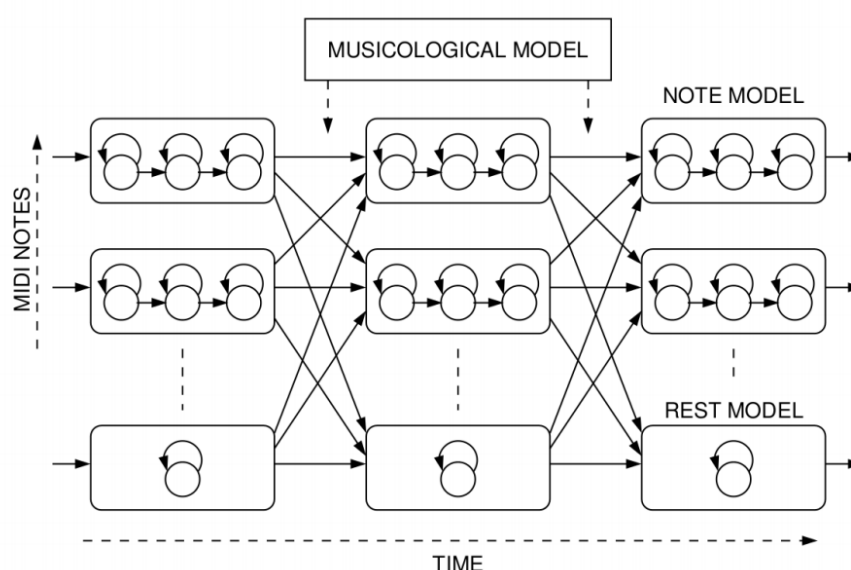 MUSICOLOGICAL MODEL
NOTE MODEL
MIDI NOTES
REST MODEL
TIME